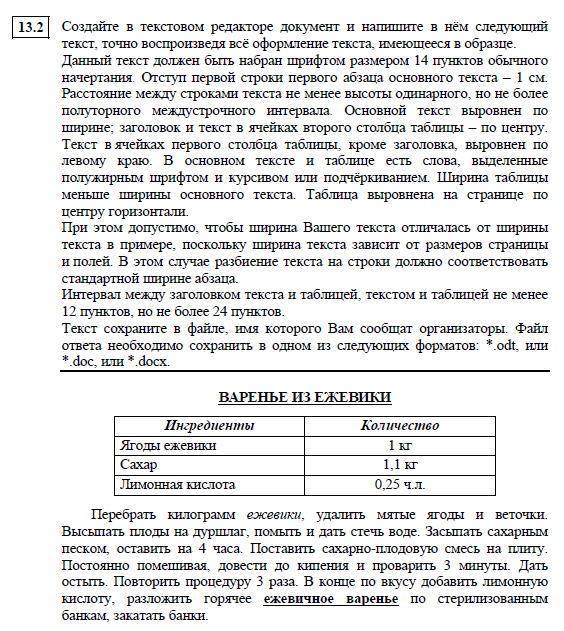 13.2 Создайте в текстовом редакторе документ и напишите в нём следующий
текст, точно воспроизведя всё оформление текста, имеющееся в образце.
Данный текст должен быть набран шрифтом размером 14 пунктов обычного
начертания. Отступ первой строки первого абзаца основного текста – 1 см.
Расстояние между строками текста не менее высоты одинарного, но не более
полуторного междустрочного интервала. Основной текст выровнен по
ширине; заголовок и текст в ячейках второго столбца таблицы – по центру.
Текст в ячейках первого столбца таблицы, кроме заголовка, выровнен по
левому краю. В основном тексте и таблице есть слова, выделенные
полужирным шрифтом и курсивом или подчёркиванием. Ширина таблицы
меньше ширины основного текста. Таблица выровнена на странице по
центру горизонтали.
При этом допустимо, чтобы ширина Вашего текста отличалась от ширины
текста в примере, поскольку ширина текста зависит от размеров страницы
и полей. В этом случае разбиение текста на строки должно соответствовать
стандартной ширине абзаца.
Интервал между заголовком текста и таблицей, текстом и таблицей не менее
12 пунктов, но не более 24 пунктов.
Текст сохраните в файле, имя которого Вам сообщат организаторы. Файл
ответа необходимо сохранить в одном из следующих форматов: *.odt, или
*.doc, или *.docx.
ВАРЕНЬЕ ИЗ ЕЖЕВИКИ
Ингредиенты Количество
Ягоды ежевики 1 кг
Сахар 1,1 кг
Лимонная кислота 0,25 ч.л.
Перебрать килограмм ежевики, удалить мятые ягоды и веточки.
Высыпать плоды на дуршлаг, помыть и дать стечь воде. Засыпать сахарным
песком, оставить на 4 часа. Поставить сахарно-плодовую смесь на плиту.
Постоянно помешивая, довести до кипения и проварить 3 минуты. Дать
остыть. Повторить процедуру 3 раза. В конце по вкусу добавить лимонную
кислоту, разложить горячее ежевичное варенье по стерилизованным
банкам, закатать банки.